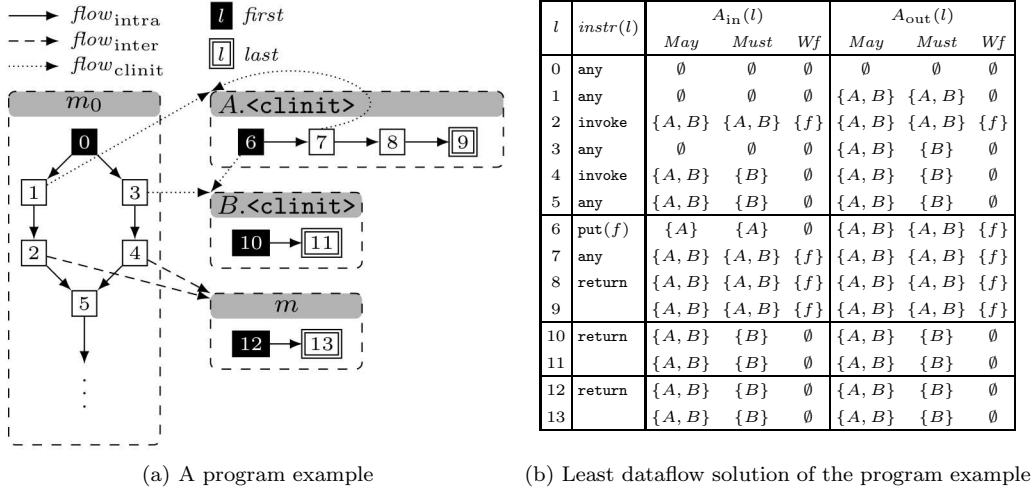 flow_intra
flow_inter
flow_clinit
l first
l last
m₀
0
1 3
2 4
5
A.<clinit>
6 7 8 9
B.<clinit>
10 11
m
12 13
(a) A program example
l instr(l) A_in(l) A_out(l)
May Must Wf May Must Wf
0 any ∅ ∅ ∅ ∅ ∅ ∅
1 any ∅ ∅ ∅ {A, B} {A, B} ∅
2 invoke {A, B} {A, B} {f} {A, B} {A, B} {f}
3 any ∅ ∅ ∅ {A, B} {B} ∅
4 invoke {A, B} {B} ∅ {A, B} {B} ∅
5 any {A, B} {B} ∅ {A, B} {B} ∅
6 put(f) {A} {A} ∅ {A, B} {A, B} {f}
7 any {A, B} {A, B} {f} {A, B} {A, B} {f}
8 return {A, B} {A, B} {f} {A, B} {A, B} {f}
9 {A, B} {A, B} {f} {A, B} {A, B} {f}
10 return {A, B} {B} ∅ {A, B} {B} ∅
11 {A, B} {B} ∅ {A, B} {B} ∅
12 return {A, B} {B} ∅ {A, B} {B} ∅
13 {A, B} {B} ∅ {A, B} {B} ∅
(b) Least dataflow solution of the program example